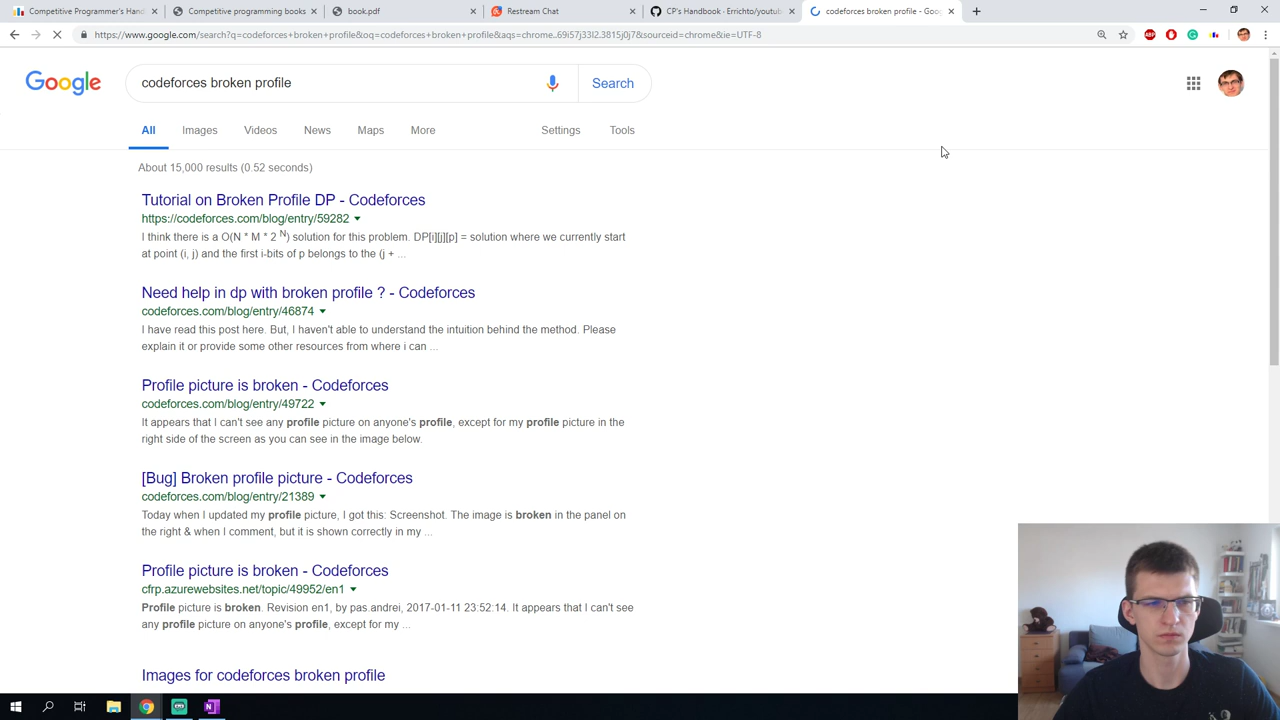 Competitive Programmer's Hand
Competitive programming books
book.pdf
Restream Chat
CP's Handbook · Errichto/youtub
codeforces broken profile - Goo
https://www.google.com/search?q=codeforces+broken+profile&oq=codeforces+broken+profile&aqs=chrome..69i57j33l2.3815j0j7&sourceid=chrome&ie=UTF-8
Google
codeforces broken profile
Search
All
Images
Videos
News
Maps
More
Settings
Tools
About 15,000 results (0.52 seconds)
Tutorial on Broken Profile DP - Codeforces
https://codeforces.com/blog/entry/59282
I think there is a O(N * M * 2 N) solution for this problem. DP[i][j][p] = solution where we currently start
at point (i, j) and the first i-bits of p belongs to the (j + ...
Need help in dp with broken profile ? - Codeforces
codeforces.com/blog/entry/46874
I have read this post here. But, I haven't able to understand the intuition behind the method. Please
explain it or provide some other resources from where i can ...
Profile picture is broken - Codeforces
codeforces.com/blog/entry/49722
It appears that I can't see any profile picture on anyone's profile, except for my profile picture in the
right side of the screen as you can see in the image below.
[Bug] Broken profile picture - Codeforces
codeforces.com/blog/entry/21389
Today when I updated my profile picture, I got this: Screenshot. The image is broken in the panel on
the right & when I comment, but it is shown correctly in my ...
Profile picture is broken - Codeforces
cfrp.azurewebsites.net/topic/49952/en1
Profile picture is broken. Revision en1, by pas.andrei, 2017-01-11 23:52:14. It appears that I can't see
any profile picture on anyone's profile, except for my ...
Images for codeforces broken profile